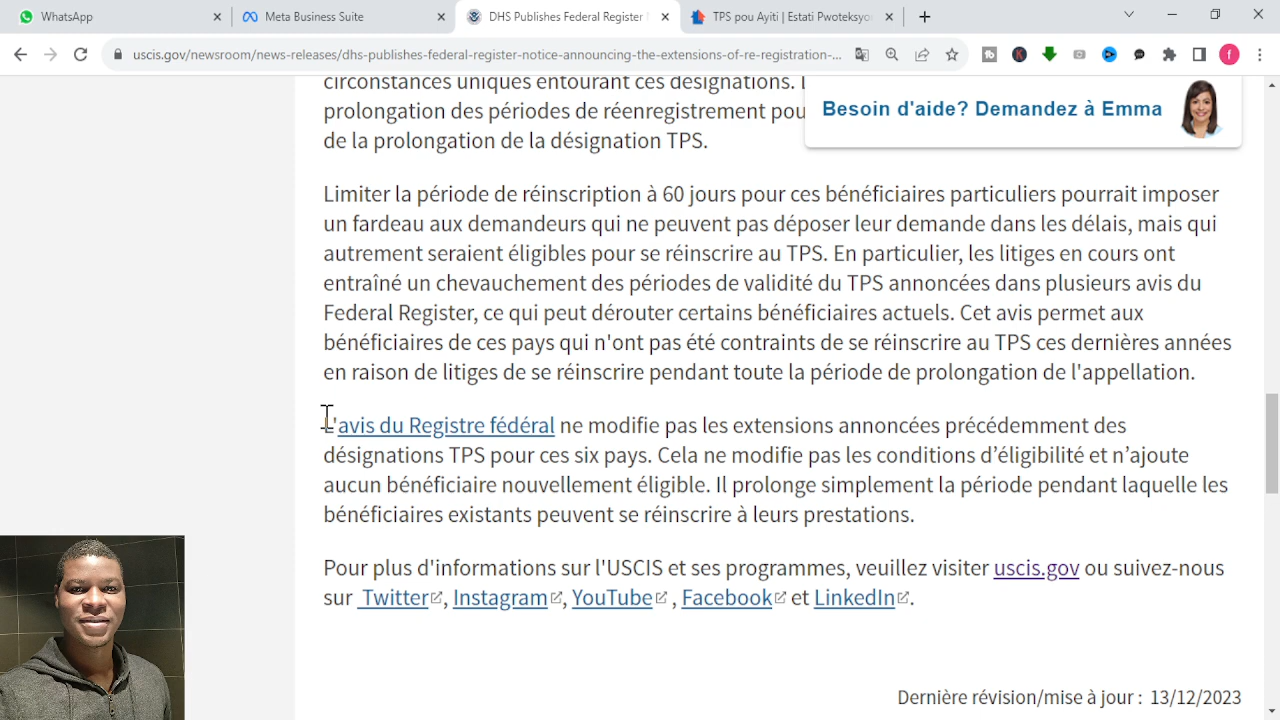 WhatsApp
Meta Business Suite
DHS Publishes Federal Register
TPS pou Ayiti | Estati Pwoteksyo
uscis.gov/newsroom/news-releases/dhs-publishes-federal-register-notice-announcing-the-extensions-of-re-registration-...
f
circonstances uniques entourant ces désignations.
prolongation des périodes de réenregistrement pou
de la prolongation de la désignation TPS.
Besoin d'aide? Demandez à Emma
Limiter la période de réinscription à 60 jours pour ces bénéficiaires particuliers pourrait imposer
un fardeau aux demandeurs qui ne peuvent pas déposer leur demande dans les délais, mais qui
autrement seraient éligibles pour se réinscrire au TPS. En particulier, les litiges en cours ont
entraîné un chevauchement des périodes de validité du TPS annoncées dans plusieurs avis du
Federal Register, ce qui peut dérouter certains bénéficiaires actuels. Cet avis permet aux
bénéficiaires de ces pays qui n'ont pas été contraints de se réinscrire au TPS ces dernières années
en raison de litiges de se réinscrire pendant toute la période de prolongation de l'appellation.
L'avis du Registre fédéral ne modifie pas les extensions annoncées précédemment des
désignations TPS pour ces six pays. Cela ne modifie pas les conditions d’éligibilité et n’ajoute
aucun bénéficiaire nouvellement éligible. Il prolonge simplement la période pendant laquelle les
bénéficiaires existants peuvent se réinscrire à leurs prestations.
Pour plus d'informations sur l'USCIS et ses programmes, veuillez visiter uscis.gov ou suivez-nous
sur Twitter, Instagram, YouTube , Facebook et LinkedIn.
Dernière révision/mise à jour : 13/12/2023